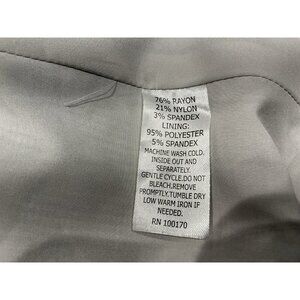 76% RAYON
21% NYLON
3% SPANDEX
LINING:
95% POLYESTER
5% SPANDEX
MACHINE WASH COLD.
INSIDE OUT AND
SEPARATELY.
GENTLE CYCLE.DO NOT
BLEACH.REMOVE
PROMPTLY.TUMBLE DRY
LOW WARM IRON IF
NEEDED.
RN 100170